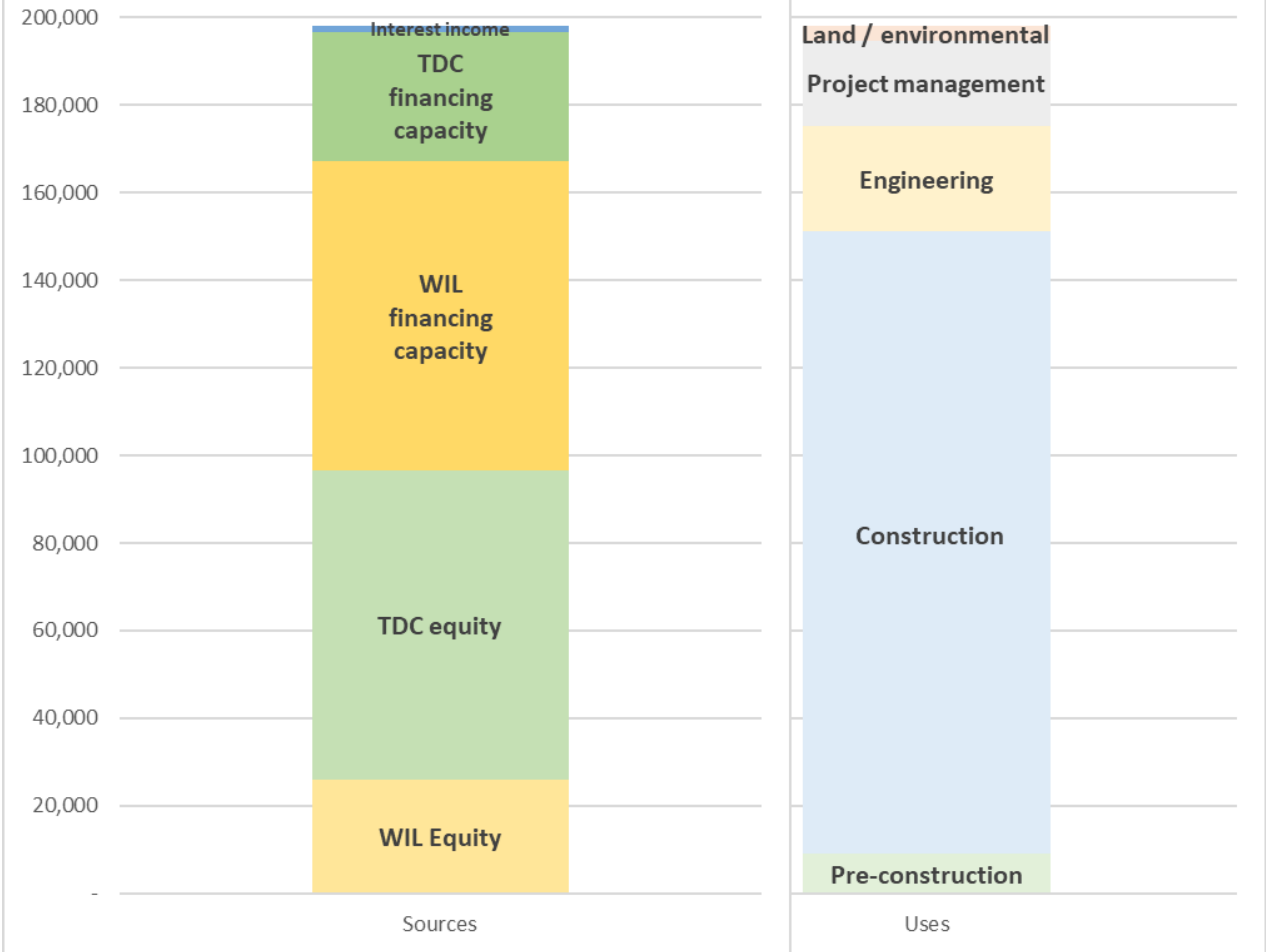 200,000
180,000
160,000
140,000
120,000
100,000
80,000
60,000
40,000
20,000
-
Interest income
TDC
financing
capacity
WIL
financing
capacity
TDC equity
WIL Equity
Sources
Land / environmental
Project management
Engineering
Construction
Pre-construction
Uses